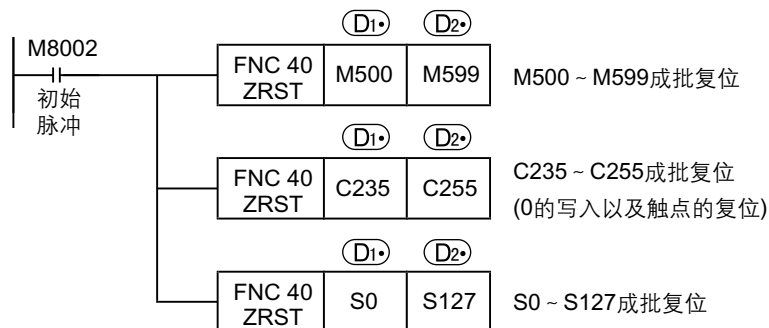 D1• D2•
M8002
初始
脉冲
FNC 40
ZRST
M500 M599
M500 ~ M599成批复位
D1• D2•
FNC 40
ZRST
C235 C255
C235 ~ C255成批复位
(0的写入以及触点的复位)
D1• D2•
FNC 40
ZRST
S0 S127
S0 ~ S127成批复位